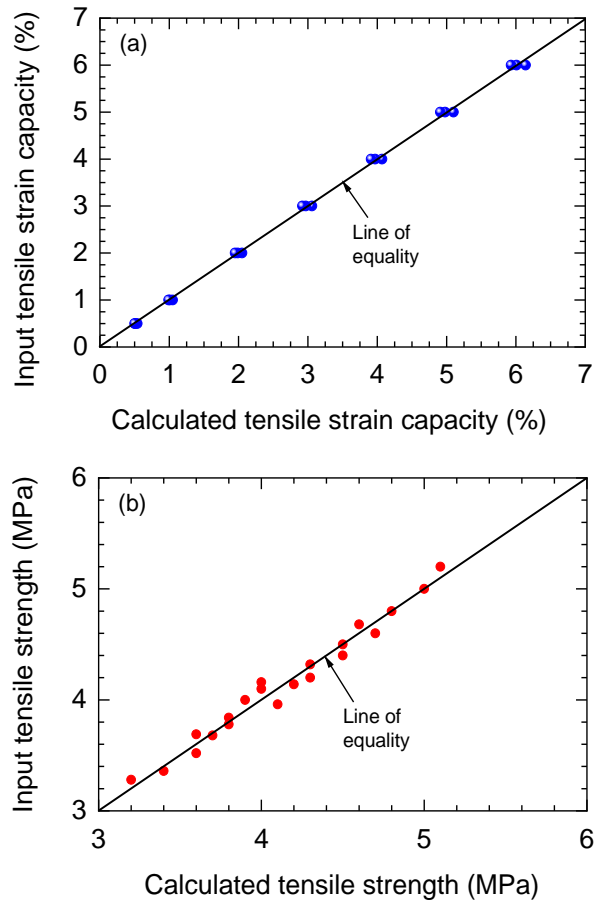 (a)
Input tensile strain capacity (%)
7
6
5
4
3
2
1
0
Line of
equality
0 1 2 3 4 5 6 7
Calculated tensile strain capacity (%)
(b)
Input tensile strength (MPa)
6
5
4
3
Line of
equality
3 4 5 6
Calculated tensile strength (MPa)